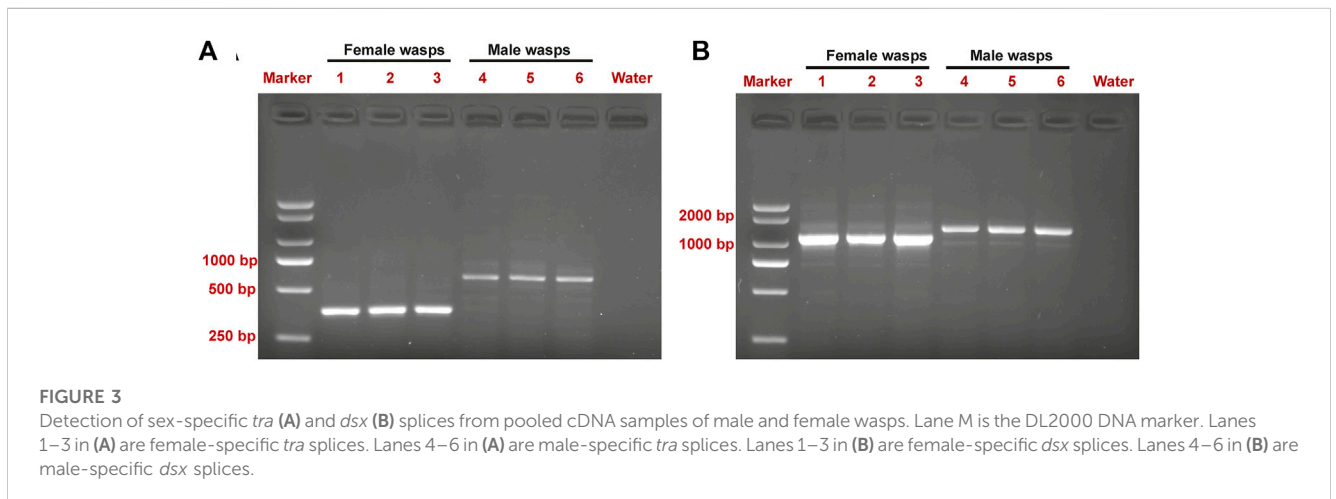 A
Female wasps Male wasps
Marker 1 2 3 4 5 6 Water
1000 bp
500 bp
250 bp
B
Female wasps Male wasps
Marker 1 2 3 4 5 6 Water
2000 bp
1000 bp
FIGURE 3
Detection of sex-specific tra (A) and dsx (B) splices from pooled cDNA samples of male and female wasps. Lane M is the DL2000 DNA marker. Lanes
1–3 in (A) are female-specific tra splices. Lanes 4–6 in (A) are male-specific tra splices. Lanes 1–3 in (B) are female-specific dsx splices. Lanes 4–6 in (B) are
male-specific dsx splices.